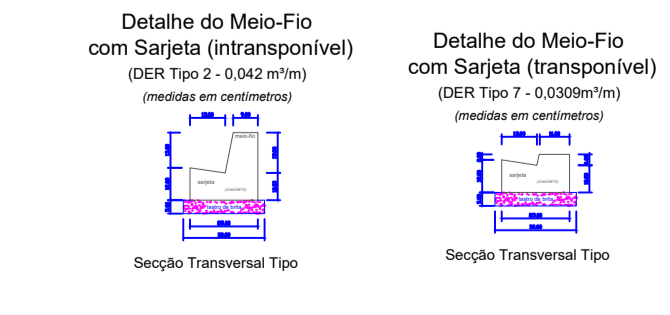 Detalhe do Meio-Fio
com Sarjeta (intransponível)
(DER Tipo 2 - 0,042 m³/m)
(medidas em centímetros)
meio-fio
sarjeta
(CONCRETO)
lastro de brita
Secção Transversal Tipo
Detalhe do Meio-Fio
com Sarjeta (transponível)
(DER Tipo 7 - 0,0309m³/m)
(medidas em centímetros)
sarjeta
(CONCRETO)
lastro de brita
Secção Transversal Tipo